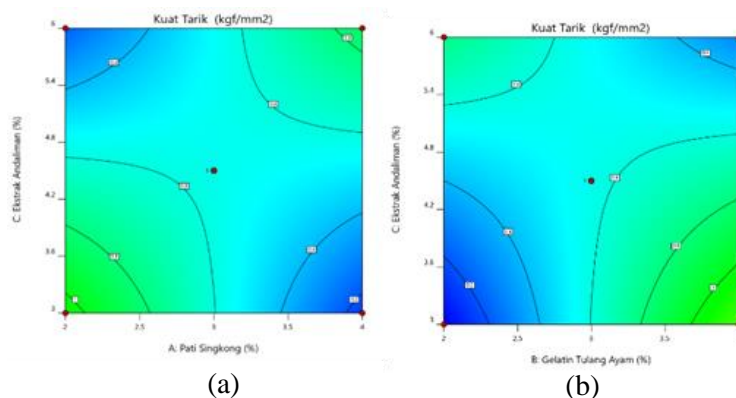 Kuat Tarik (kgf/mm2)
C: Ekstrak Andaliman (%)
6
5.4
4.8
4.2
3.6
3
2
2.5
3
3.5
4
A: Pati Singkong (%)
(a)
Kuat Tarik (kgf/mm2)
C: Ekstrak Andaliman (%)
6
5.4
4.8
4.2
3.6
3
2
2.5
3
3.5
B: Gelatin Tulang Ayam (%)
(b)